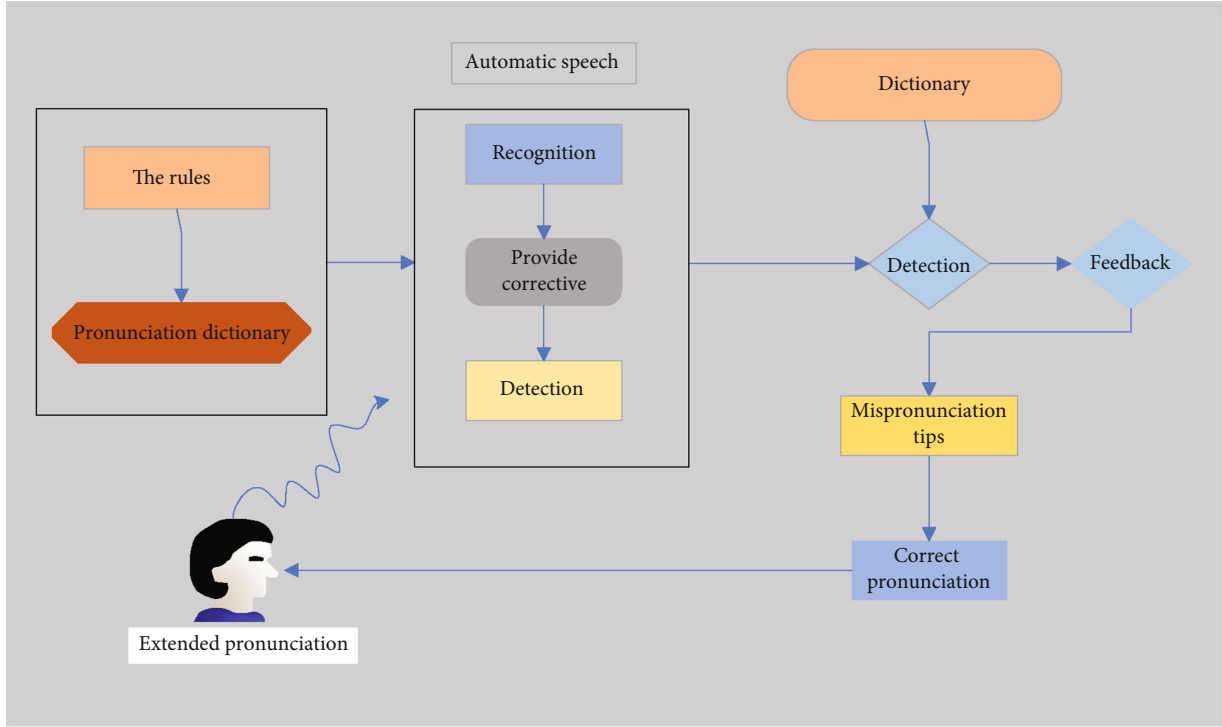 Automatic speech
The rules
Pronunciation dictionary
Recognition
Provide
corrective
Detection
Dictionary
Detection
Feedback
Mispronunciation
tips
Correct
pronunciation
Extended pronunciation